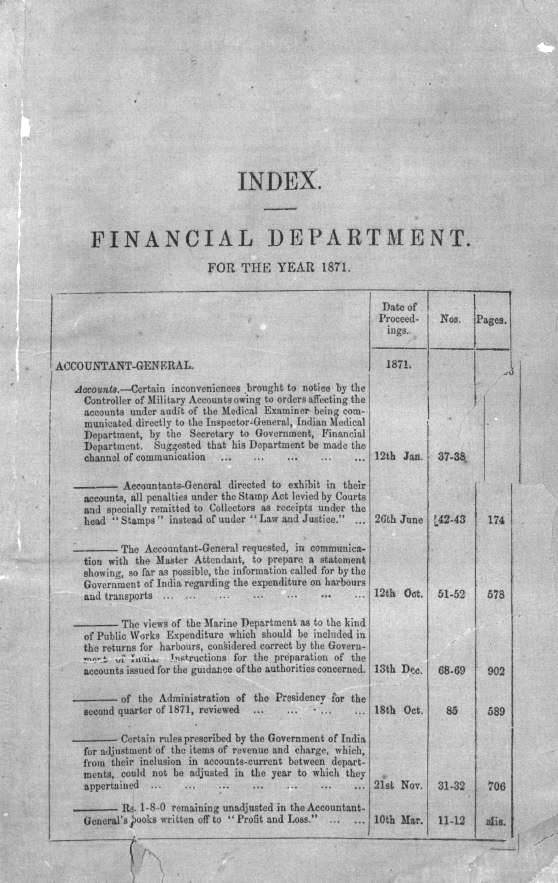 INDEX.
FINANCIAL DEPARTMENT.
FOR THE YEAR 1871.
Date of Proceedings. Nos. Pages.
ACCOUNTANT-GENERAL. 1871.
Accounts.—Certain inconveniences brought to notice by the
Controller of Military Accounts owing to orders affecting the
accounts under audit of the Medical Examiner being com-
municated directly to the Inspector-General, Indian Medical
Department, by the Secretary to Government, Financial
Department. Suggested that his Department be made the
channel of communication ... ... ... ... ... 12th Jan. 37-38
——— Accountants-General directed to exhibit in their
accounts, all penalties under the Stamp Act levied by Courts
and specially remitted to Collectors as receipts under the
head "Stamps" instead of under "Law and Justice." ... 26th June 42-43 174
——— The Accountant-General requested, in communica-
tion with the Master Attendant, to prepare a statement
showing, so far as possible, the information called for by the
Government of India regarding the expenditure on harbours
and transports ... ... ... ... ... ... ... 12th Oct. 51-52 578
——— The views of the Marine Department as to the kind
of Public Works Expenditure which should be included in
the returns for harbours, considered correct by the Govern-
ment of India. Instructions for the preparation of the
accounts issued for the guidance of the authorities concerned. 13th Dec. 68-69 902
——— of the Administration of the Presidency for the
second quarter of 1871, reviewed ... ... ... ... 18th Oct. 85 589
——— Certain rules prescribed by the Government of India
for adjustment of the items of revenue and charge, which,
from their inclusion in accounts-current between depart-
ments, could not be adjusted in the year to which they
appertained ... ... ... ... ... ... ... 21st Nov. 31-32 706
——— Rs. 1-8-0 remaining unadjusted in the Accountant-
General's books written off to "Profit and Loss." ... ... 10th Mar. 11-12